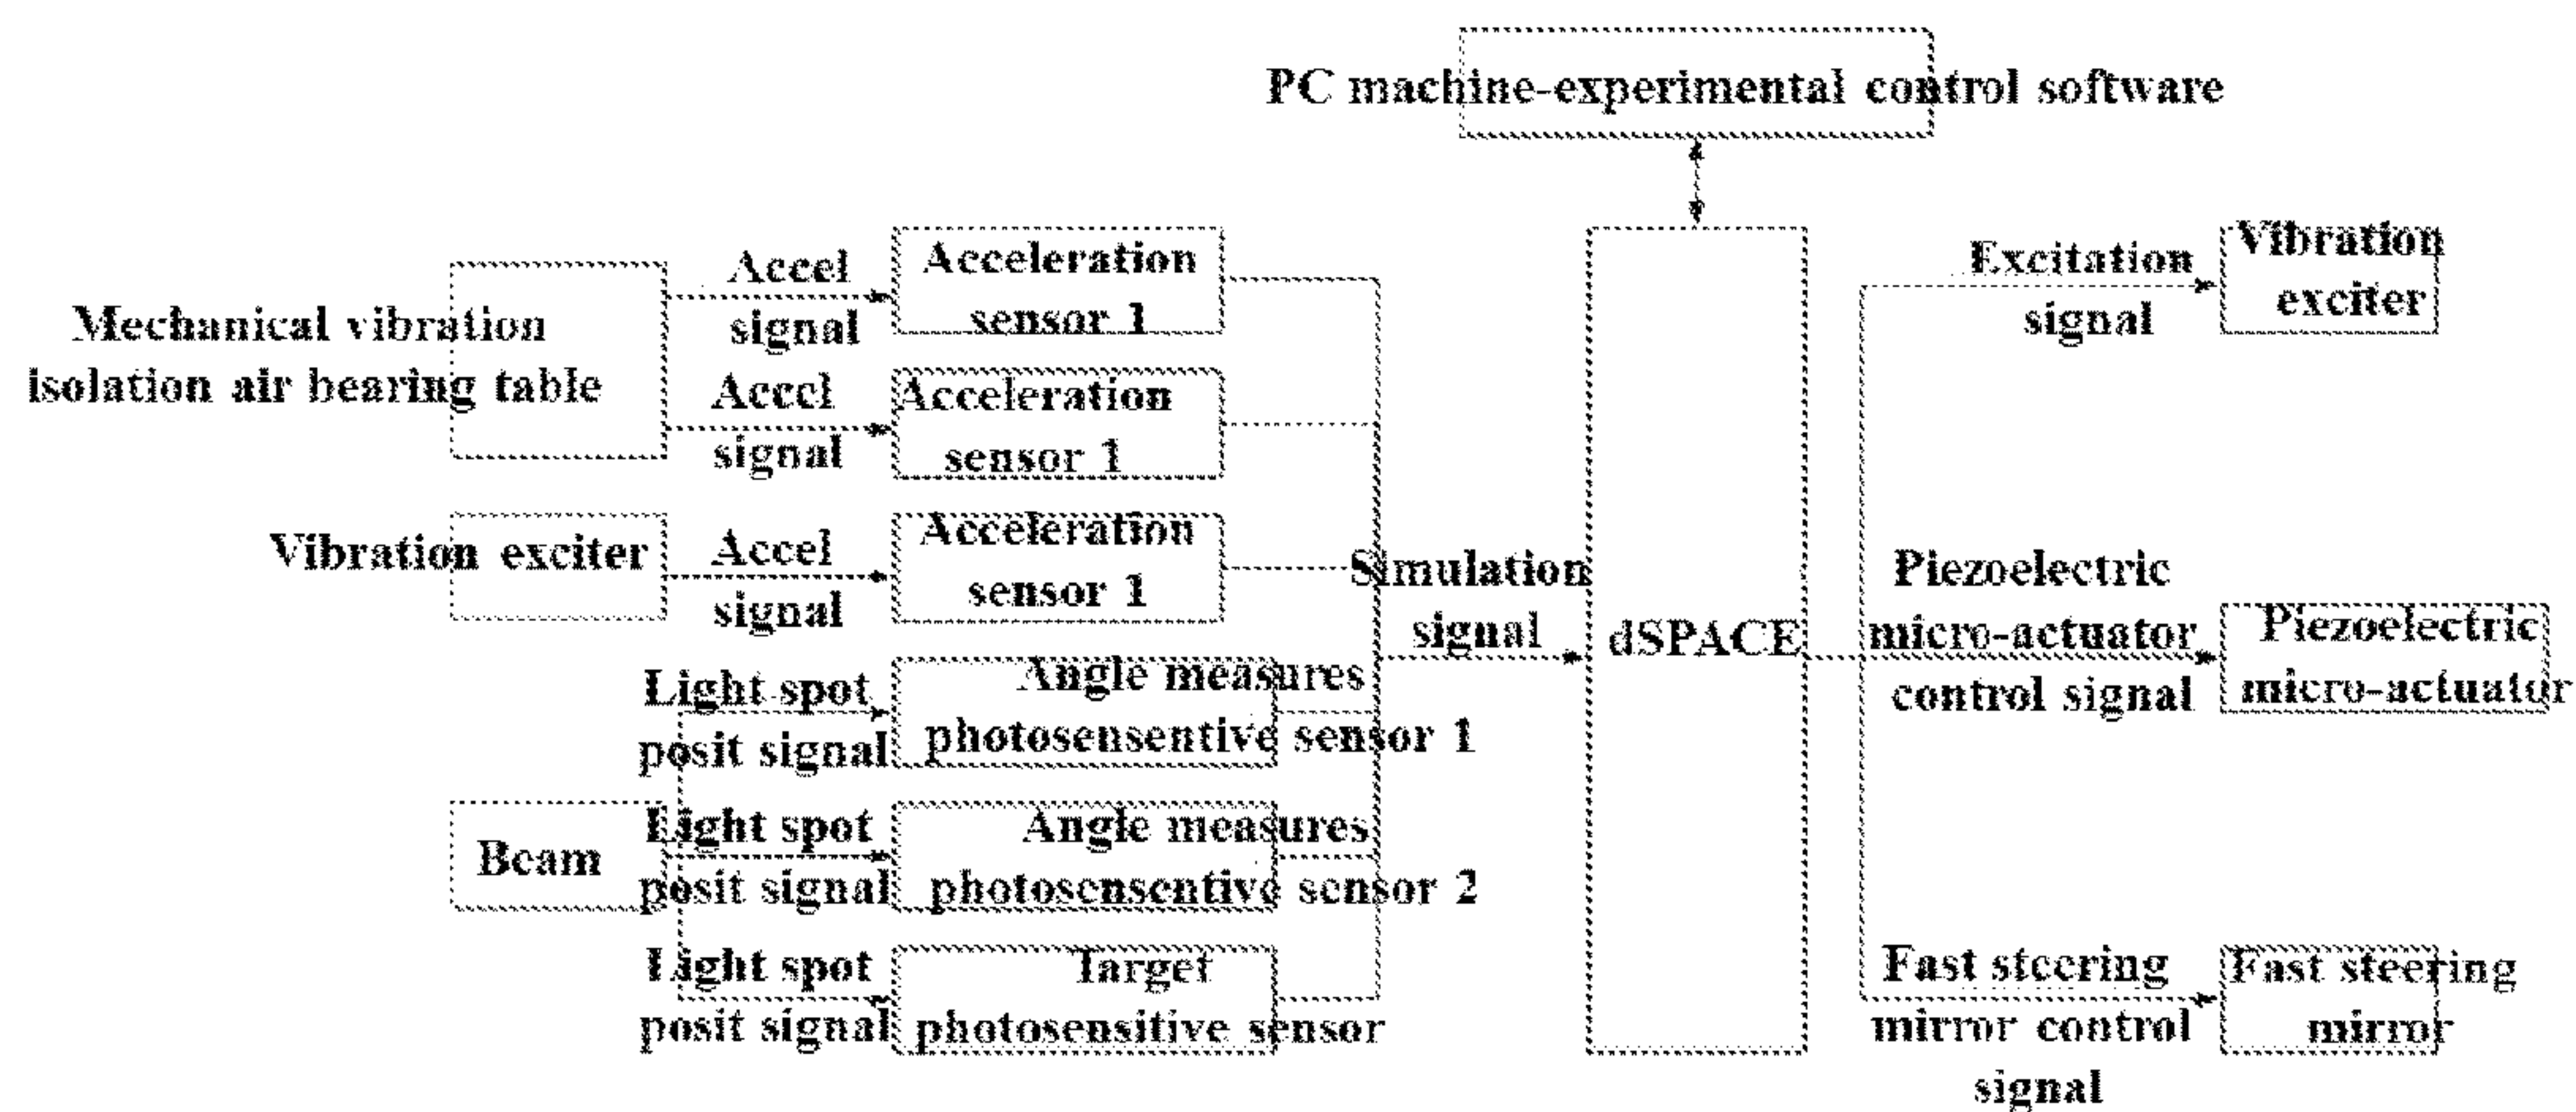 PC machine-experimental control software
Mechanical vibration
isolation air bearing table
Accel
signal
Acceleration
sensor 1
Accel
signal
Acceleration
sensor 1
Vibration exciter
Accel
signal
Acceleration
sensor 1
Beam
Light spot
posit signal
Angle measures
photosensentive sensor 1
Light spot
posit signal
Angle measures
photosensentive sensor 2
Light spot
posit signal
Target
photosensitive sensor
Simulation
signal
dSPACE
Excitation
signal
Vibration
exciter
Piezoelectric
micro-actuator
control signal
Piezoelectric
micro-actuator
Fast steering
mirror control
signal
Fast steering
mirror